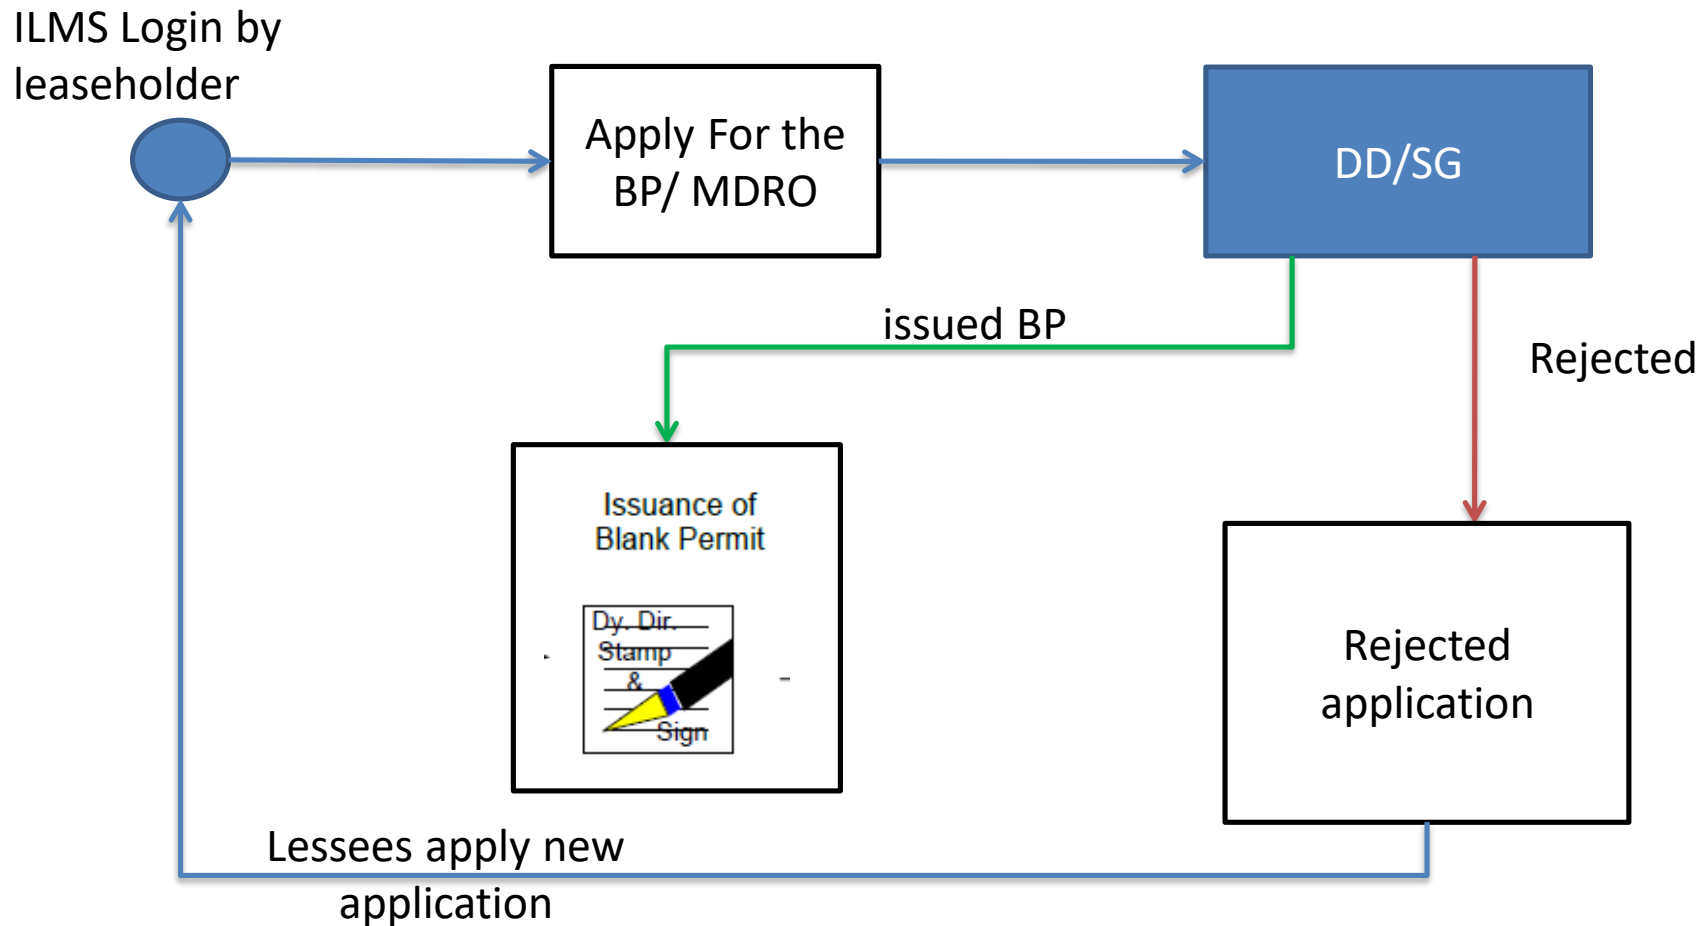 ILMS Login by
leaseholder
Apply For the
BP/ MDRO
DD/SG
issued BP
Rejected
Issuance of
Blank Permit
Dy. Dir.
Stamp
&
Sign
Rejected
application
Lessees apply new
application